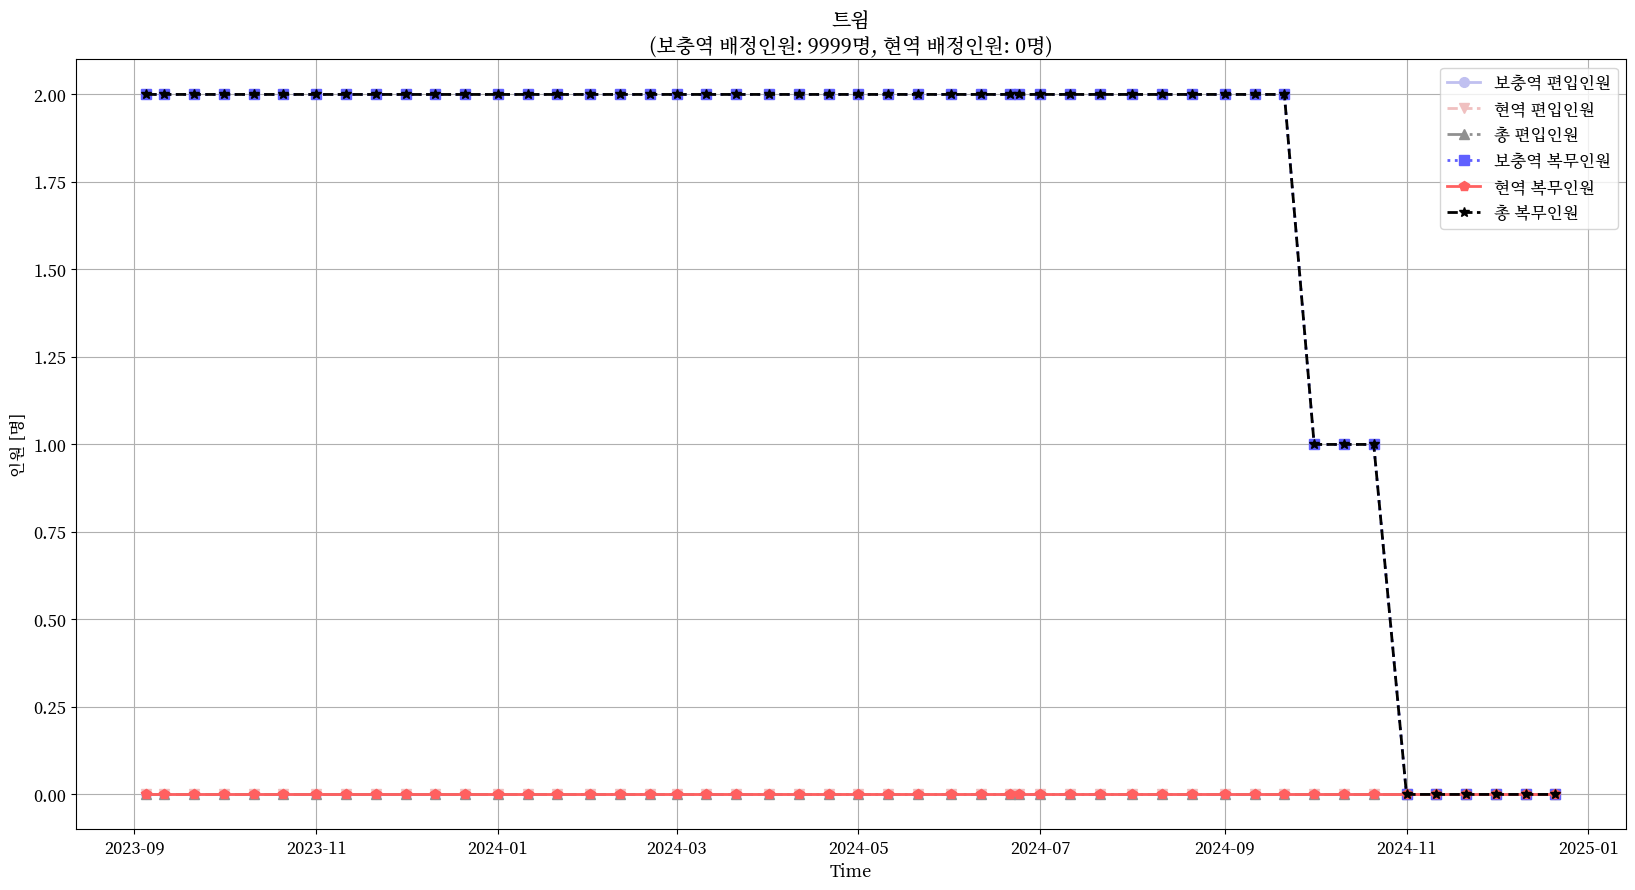 트윔
(보충역 배정인원: 9999명, 현역 배정인원: 0명)
보충역 편입인원
현역 편입인원
총 편입인원
보충역 복무인원
현역 복무인원
총 복무인원
인원 [명]
2.00
1.75
1.50
1.25
1.00
0.75
0.50
0.25
0.00
2023-09
2023-11
2024-01
2024-03
2024-05
2024-07
2024-09
2024-11
2025-01
Time